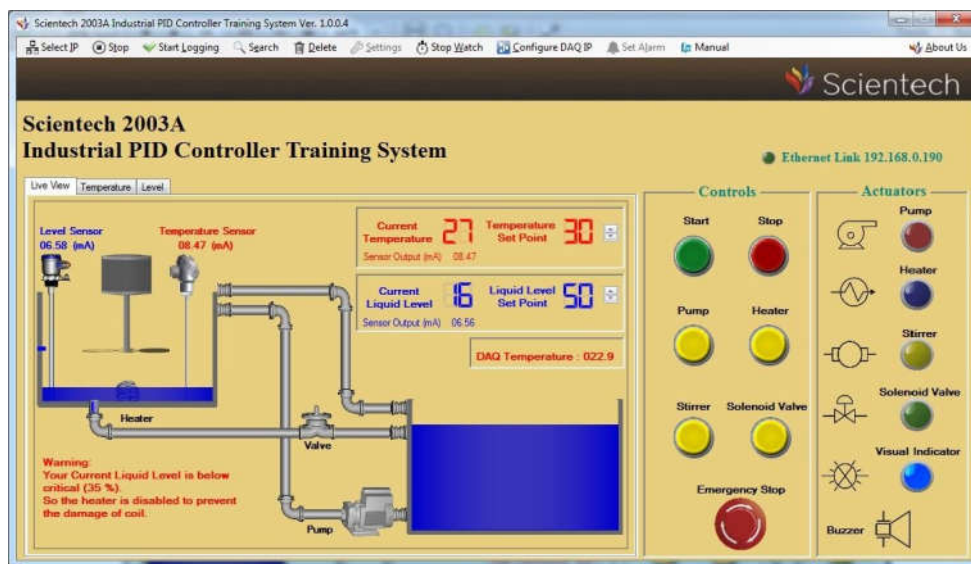 Scientech 2003A Industrial PID Controller Training System Ver. 1.0.0.4
Select IP Stop Start Logging Search Delete Settings Stop Watch Configure DAQ IP Set Alarm Manual About Us
Scientech
Scientech 2003A
Industrial PID Controller Training System
Ethernet Link 192.168.0.190
Live View Temperature Level
Level Sensor
06.58 (mA)
Temperature Sensor
08.47 (mA)
Current
Temperature
27
Temperature
Set Point
30
Sensor Output (mA) 08.47
Current
Liquid Level
16
Liquid Level
Set Point
50
Sensor Output (mA) 06.56
DAQ Temperature : 022.9
Heater
Valve
Pump
Warning:
Your Current Liquid Level is below
critical (35 %).
So the heater is disabled to prevent
the damage of coil.
Controls
Start Stop
Pump Heater
Stirrer Solenoid Valve
Emergency Stop
Actuators
Pump
Heater
Stirrer
Solenoid Valve
Visual Indicator
Buzzer